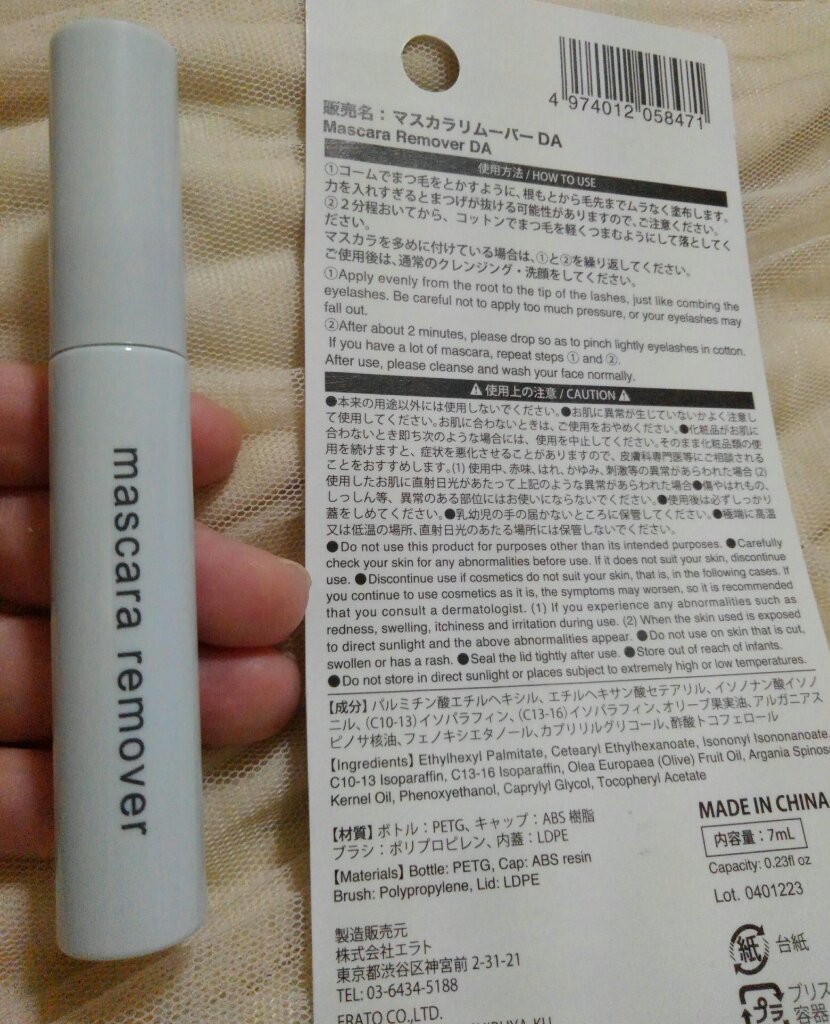 mascara remover
4 974012 058471
販売名：マスカラリムーバー DA
Mascara Remover DA
使用方法 / HOW TO USE
①コームでまつ毛をとかすように、根もとから毛先までムラなく塗布します。
力を入れすぎるとまつげが抜ける可能性がありますので、ご注意ください。
②２分程おいてから、コットンでまつ毛を軽くつまむようにして落としてく
ださい。
マスカラを多めに付けている場合は、①と②を繰り返してください。
ご使用後は、通常のクレンジング・洗顔をしてください。
①Apply evenly from the root to the tip of the lashes, just like combing the
eyelashes. Be careful not to apply too much pressure, or your eyelashes may
fall out.
②After about 2 minutes, please drop so as to pinch lightly eyelashes in cotton.
If you have a lot of mascara, repeat steps ① and ②.
After use, please cleanse and wash your face normally.
⚠ 使用上の注意 / CAUTION ⚠
●本来の用途以外には使用しないでください。●お肌に異常が生じていないかよく注意し
て使用してください。お肌に合わないときは、ご使用をおやめください。●化粧品がお肌に
合わないとき即ち次のような場合には、使用を中止してください。そのまま化粧品類の使
用を続けますと、症状を悪化させることがありますので、皮膚科専門医等にご相談される
ことをおすすめします。(1) 使用中、赤味、はれ、かゆみ、刺激等の異常があらわれた場合 (2)
使用したお肌に直射日光があたって上記のような異常があらわれた場合●傷やはれもの、
しっしん等、異常のある部位にはお使いにならないでください。●使用後は必ずしっかり
蓋をしめてください。●乳幼児の手の届かないところに保管してください。●極端に高温
又は低温の場所、直射日光のあたる場所には保管しないでください。
●Do not use this product for purposes other than its intended purposes. ●Carefully
check your skin for any abnormalities before use. If it does not suit your skin, discontinue
use. ●Discontinue use if cosmetics do not suit your skin, that is, in the following cases. If
you continue to use cosmetics as it is, the symptoms may worsen, so it is recommended
that you consult a dermatologist. (1) If you experience any abnormalities such as
redness, swelling, itchiness and irritation during use. (2) When the skin used is exposed
to direct sunlight and the above abnormalities appear. ●Do not use on skin that is cut,
swollen or has a rash. ●Seal the lid tightly after use. ●Store out of reach of infants.
●Do not store in direct sunlight or places subject to extremely high or low temperatures.
【成分】パルミチン酸エチルヘキシル、エチルヘキサン酸セテアリル、イソノナン酸イソノ
ニル、(C10-13)イソパラフィン、(C13-16)イソパラフィン、オリーブ果実油、アルガニアス
ピノサ核油、フェノキシエタノール、カプリリルグリコール、酢酸トコフェロール
【Ingredients】Ethylhexyl Palmitate, Cetearyl Ethylhexanoate, Isononyl Isononanoate,
C10-13 Isoparaffin, C13-16 Isoparaffin, Olea Europaea (Olive) Fruit Oil, Argania Spinosa
Kernel Oil, Phenoxyethanol, Caprylyl Glycol, Tocopheryl Acetate
【材質】ボトル：PETG、キャップ：ABS 樹脂
ブラシ：ポリプロピレン、内蓋：LDPE
【Materials】Bottle: PETG, Cap: ABS resin
Brush: Polypropylene, Lid: LDPE
MADE IN CHINA
内容量：7mL
Capacity: 0.23fl oz
Lot. 0401223
製造販売元
株式会社エラト
東京都渋谷区神宮前 2-31-21
TEL: 03-6434-5188
ERATO CO.,LTD.
紙 台紙
プラ ブリス
容器